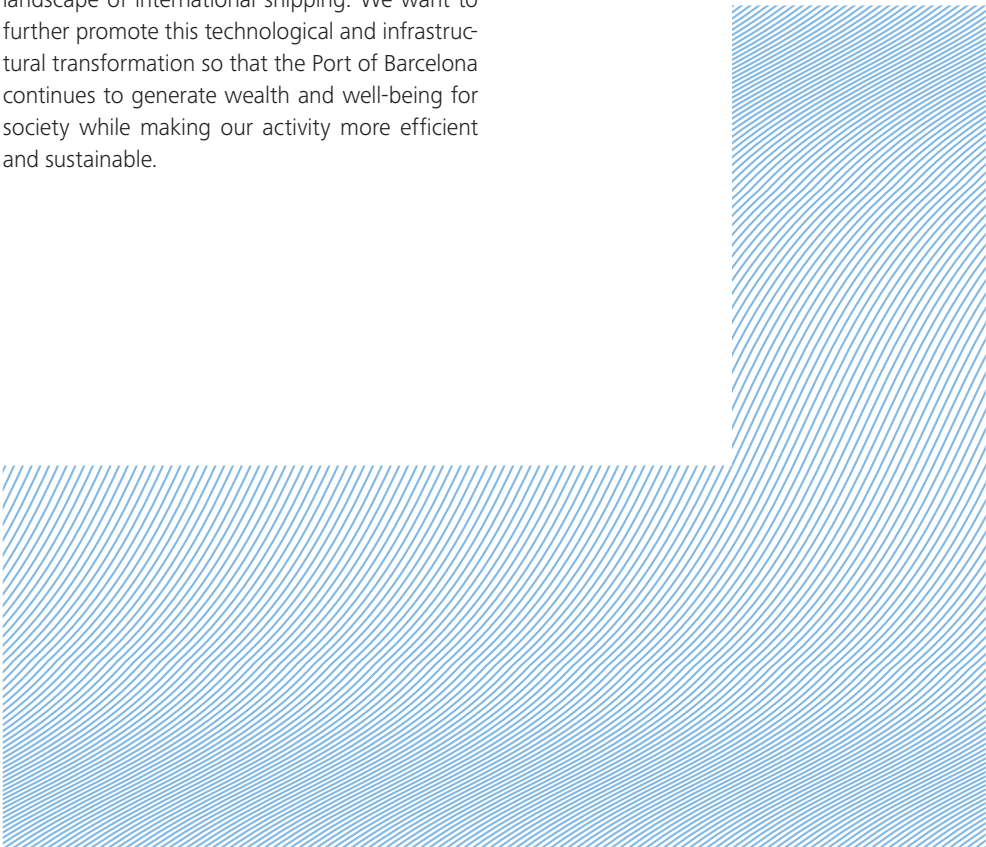 landscape of international shipping. We want to
further promote this technological and infrastruc-
tural transformation so that the Port of Barcelona
continues to generate wealth and well-being for
society while making our activity more efficient
and sustainable.